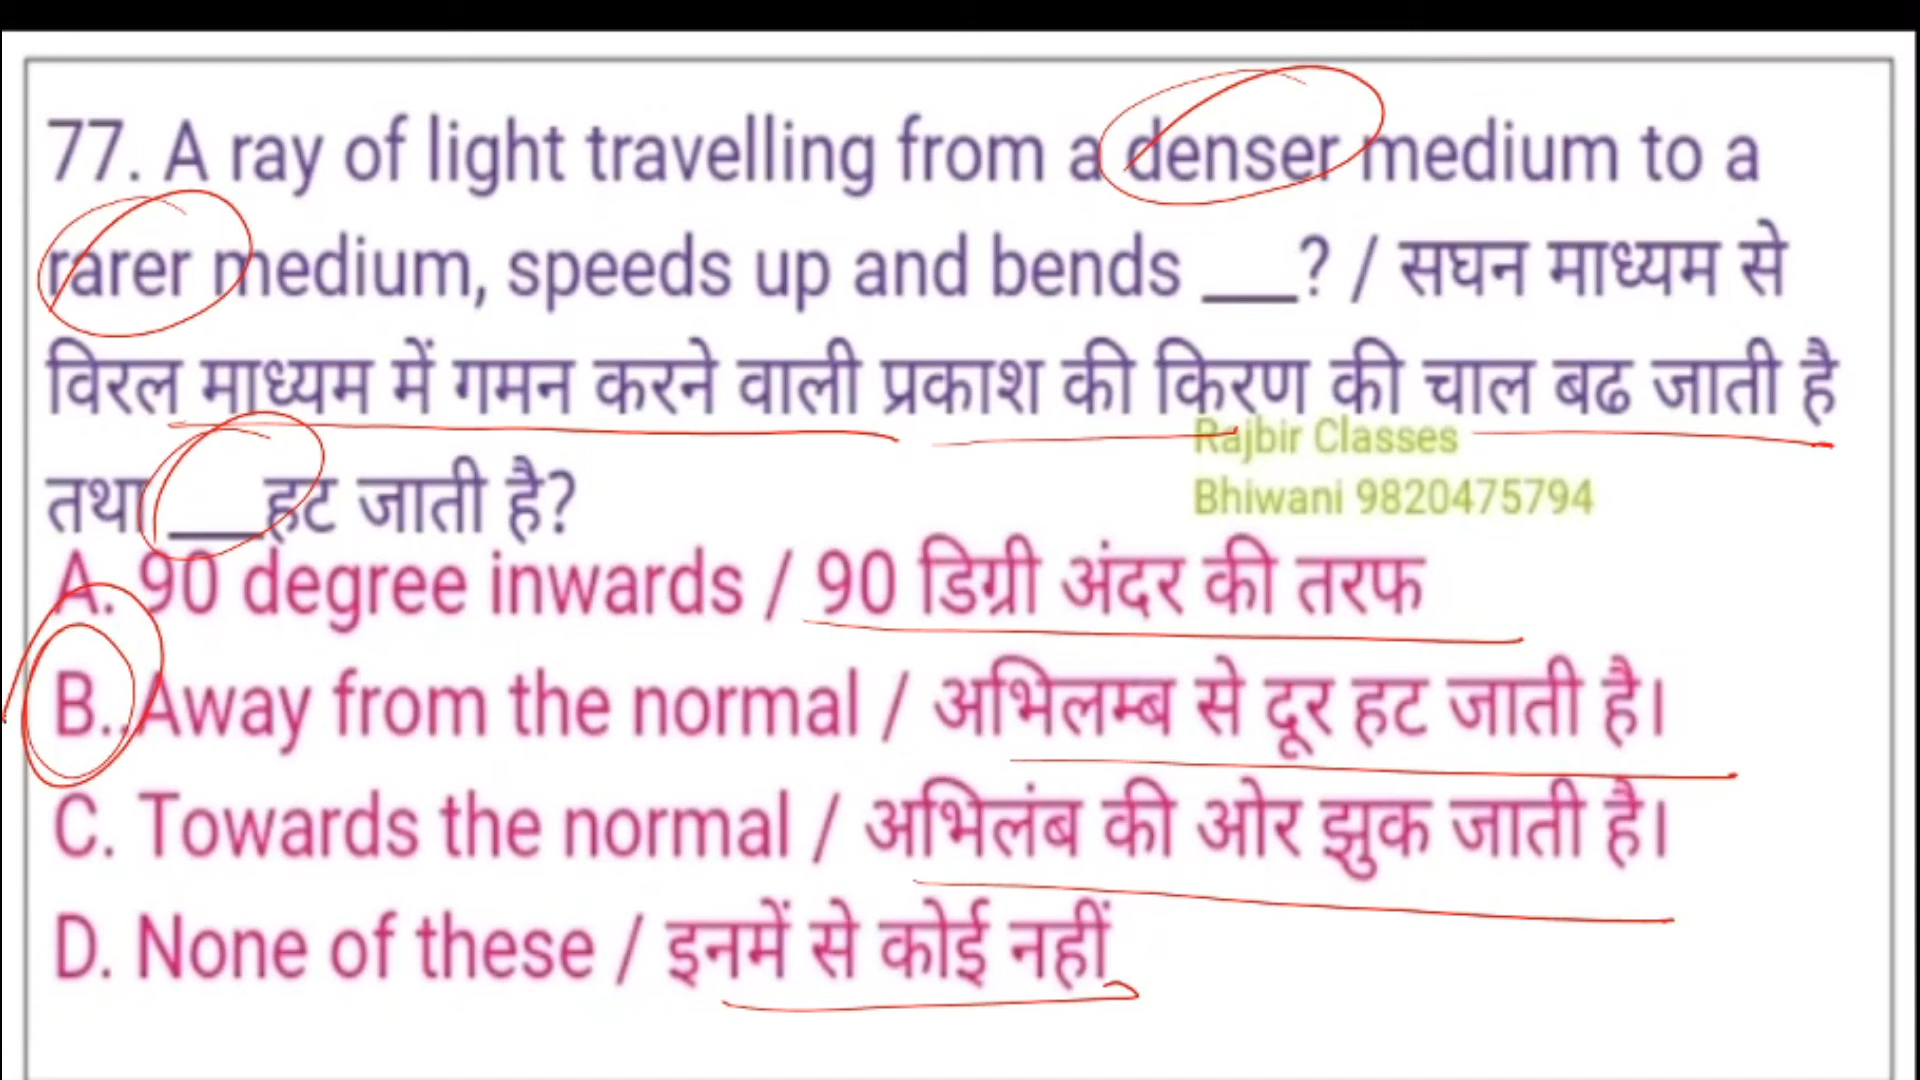 77. A ray of light travelling from a denser medium to a
rarer medium, speeds up and bends ___? / सघन माध्यम से
विरल माध्यम में गमन करने वाली प्रकाश की किरण की चाल बढ जाती है
Rajbir Classes
तथा ___हट जाती है?
Bhiwani 9820475794
A. 90 degree inwards / 90 डिग्री अंदर की तरफ
B..Away from the normal / अभिलम्ब से दूर हट जाती है।
C. Towards the normal / अभिलंब की ओर झुक जाती है।
D. None of these / इनमें से कोई नहीं